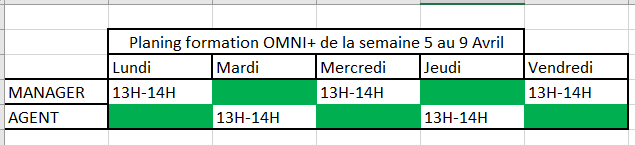 Planing formation OMNI+ de la semaine 5 au 9 Avril
Lundi Mardi Mercredi Jeudi Vendredi
MANAGER 13H-14H 13H-14H 13H-14H
AGENT 13H-14H 13H-14H